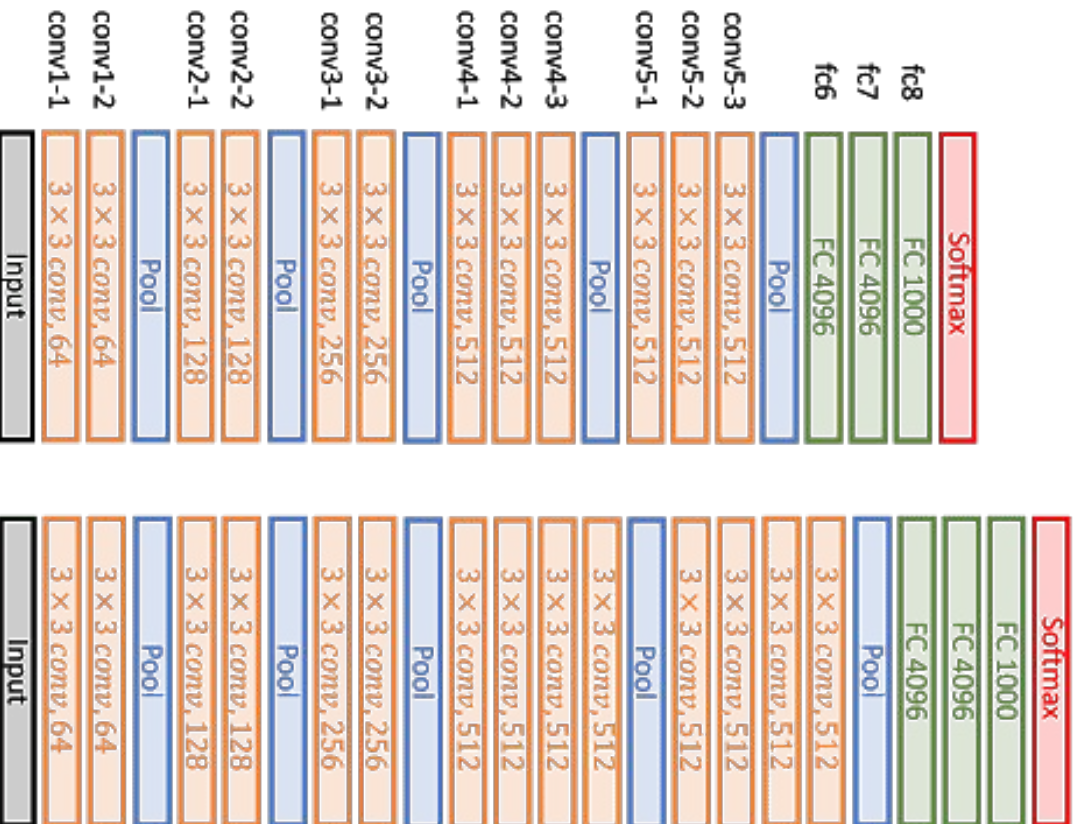 Softmax
fc8 FC 1000
fc7 FC 4096
fc6 FC 4096
Pool
conv5-3 3 × 3 conv, 512
conv5-2 3 × 3 conv, 512
conv5-1 3 × 3 conv, 512
Pool
conv4-3 3 × 3 conv, 512
conv4-2 3 × 3 conv, 512
conv4-1 3 × 3 conv, 512
Pool
conv3-2 3 × 3 conv, 256
conv3-1 3 × 3 conv, 256
Pool
conv2-2 3 × 3 conv, 128
conv2-1 3 × 3 conv, 128
Pool
conv1-2 3 × 3 conv, 64
conv1-1 3 × 3 conv, 64
Input
Softmax
FC 1000
FC 4096
FC 4096
Pool
3 × 3 conv, 512
3 × 3 conv, 512
3 × 3 conv, 512
3 × 3 conv, 512
Pool
3 × 3 conv, 512
3 × 3 conv, 512
3 × 3 conv, 512
3 × 3 conv, 512
Pool
3 × 3 conv, 256
3 × 3 conv, 256
Pool
3 × 3 conv, 128
3 × 3 conv, 128
Pool
3 × 3 conv, 64
3 × 3 conv, 64
Input